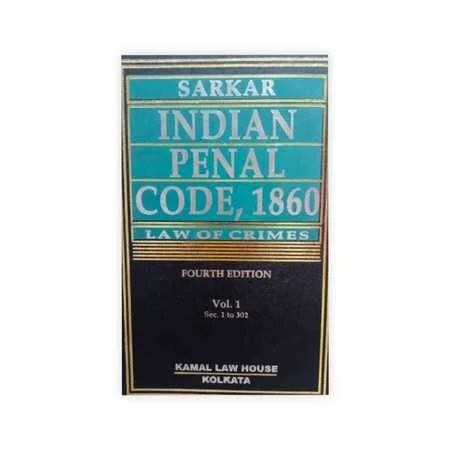 SARKAR
INDIAN
PENAL
CODE, 1860
LAW OF CRIMES
FOURTH EDITION
Vol. 1
Sec. 1 to 302
KAMAL LAW HOUSE
KOLKATA